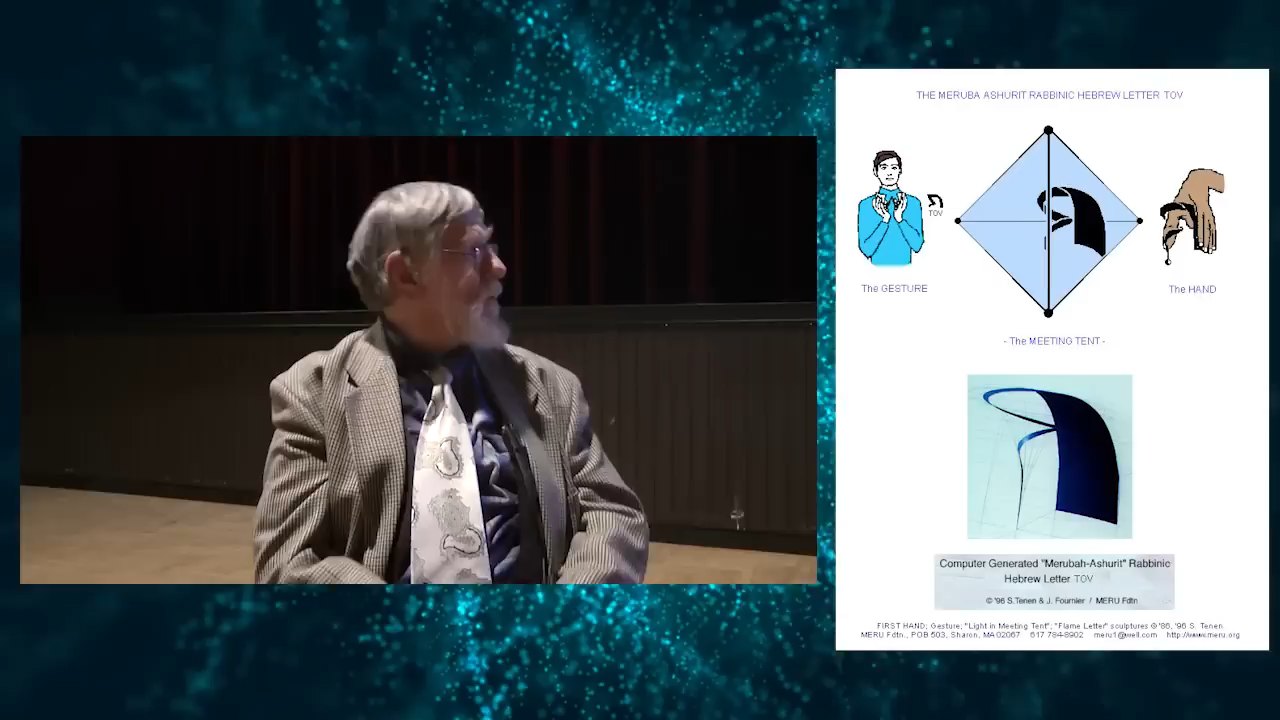 THE MERUBA ASHURIT RABBINIC HEBREW LETTER TOV
TOV
The GESTURE
The HAND
- The MEETING TENT -
Computer Generated "Merubah-Ashurit" Rabbinic
Hebrew Letter TOV
© '96 S.Tenen & J. Fournier / MERU Fdtn
FIRST HAND; Gesture; "Light in Meeting Tent"; "Flame Letter" sculptures © '86, '96 S. Tenen
MERU Fdtn., POB 503, Sharon, MA 02067 617 784-8902 meru1@well.com http://www.meru.org